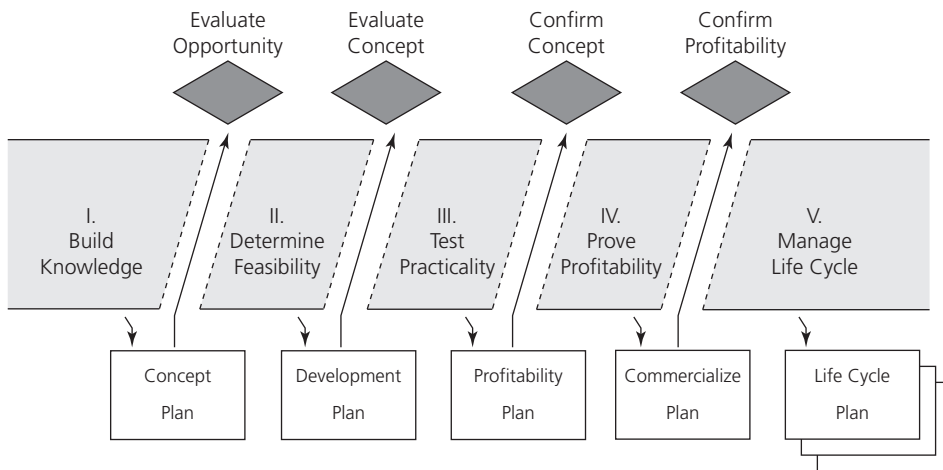 Evaluate
Opportunity
Evaluate
Concept
Confirm
Concept
Confirm
Profitability
I.
Build
Knowledge
II.
Determine
Feasibility
III.
Test
Practicality
IV.
Prove
Profitability
V.
Manage
Life Cycle
Concept
Plan
Development
Plan
Profitability
Plan
Commercialize
Plan
Life Cycle
Plan